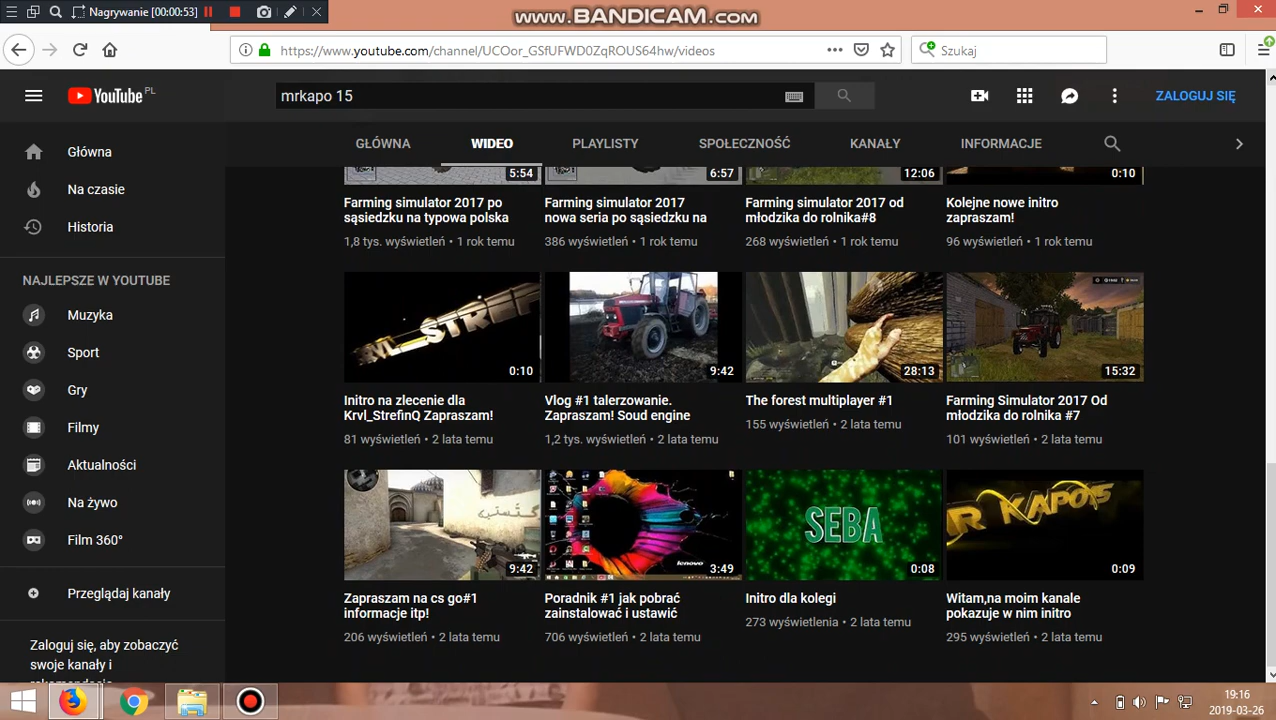 Nagrywanie [00:00:53]
www.BANDICAM.com
https://www.youtube.com/channel/UCOor_GSfUFWD0ZqROUS64hw/videos
Szukaj
YouTube PL
mrkapo 15
ZALOGUJ SIĘ
GŁÓWNA WIDEO PLAYLISTY SPOŁECZNOŚĆ KANAŁY INFORMACJE
Główna
Na czasie
Historia
NAJLEPSZE W YOUTUBE
Muzyka
Sport
Gry
Filmy
Aktualności
Na żywo
Film 360°
Przeglądaj kanały
Zaloguj się, aby zobaczyć
swoje kanały i
5:54
6:57
12:06
0:10
Farming simulator 2017 po
sąsiedzku na typowa polska
1,8 tys. wyświetleń • 1 rok temu
Farming simulator 2017
nowa seria po sąsiedzku na
386 wyświetleń • 1 rok temu
Farming simulator 2017 od
młodzika do rolnika#8
268 wyświetleń • 1 rok temu
Kolejne nowe initro
zapraszam!
96 wyświetleń • 1 rok temu
0:10
Initro na zlecenie dla
Krvl_StrefinQ Zapraszam!
81 wyświetleń • 2 lata temu
9:42
Vlog #1 talerzowanie.
Zapraszam! Soud engine
1,2 tys. wyświetleń • 2 lata temu
28:13
The forest multiplayer #1
155 wyświetleń • 2 lata temu
15:32
Farming Simulator 2017 Od
młodzika do rolnika #7
101 wyświetleń • 2 lata temu
9:42
Zapraszam na cs go#1
informacje itp!
206 wyświetleń • 2 lata temu
lenovo
3:49
Poradnik #1 jak pobrać
zainstalować i ustawić
706 wyświetleń • 2 lata temu
SEBA
0:08
Initro dla kolegi
273 wyświetlenia • 2 lata temu
R KAPO15
0:09
Witam,na moim kanale
pokazuje w nim initro
295 wyświetleń • 2 lata temu
19:16
2019-03-26